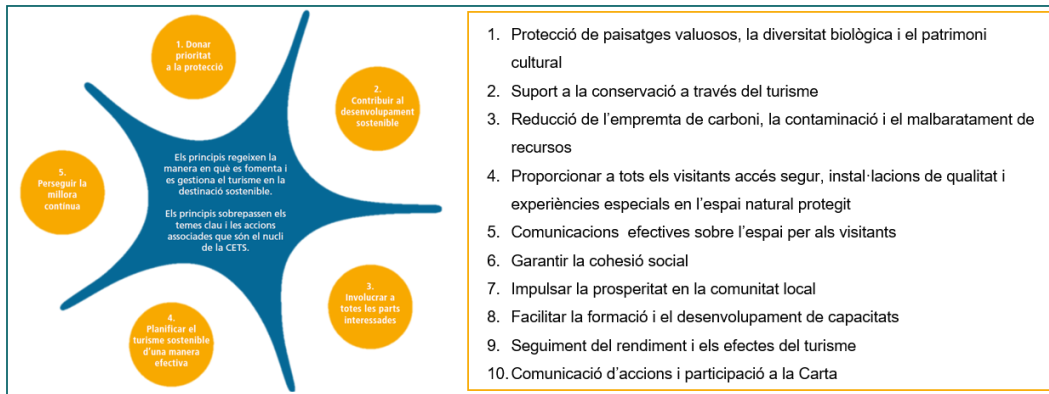 1. Donar
prioritat
a la protecció
2.
Contribuir al
desenvolupament
sostenible
Els principis regeixen la
manera en què es fomenta i
es gestiona el turisme en la
destinació sostenible.
Els principis sobrepassen els
temes clau i les accions
associades que són el nucli
de la CETS.
5.
Perseguir la
millora
contínua
3.
Involucrar a
totes les parts
interessades
4.
Planificar el
turisme sostenible
d'una manera
efectiva
1. Protecció de paisatges valuosos, la diversitat biològica i el patrimoni
cultural
2. Suport a la conservació a través del turisme
3. Reducció de l'empremta de carboni, la contaminació i el malbaratament de
recursos
4. Proporcionar a tots els visitants accés segur, instal·lacions de qualitat i
experiències especials en l'espai natural protegit
5. Comunicacions efectives sobre l'espai per als visitants
6. Garantir la cohesió social
7. Impulsar la prosperitat en la comunitat local
8. Facilitar la formació i el desenvolupament de capacitats
9. Seguiment del rendiment i els efectes del turisme
10. Comunicació d'accions i participació a la Carta